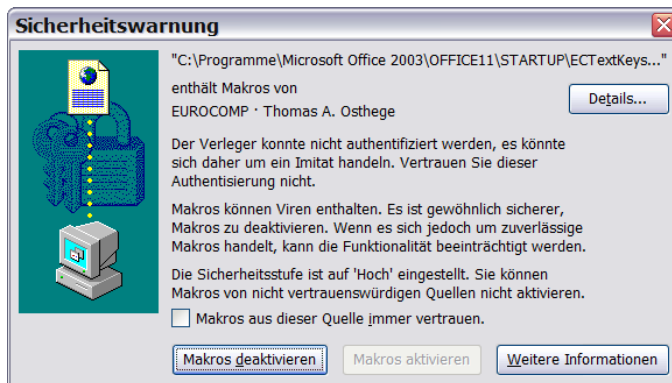 Sicherheitswarnung
"C:\Programme\Microsoft Office 2003\OFFICE11\STARTUP\ECTextKeys..."
enthält Makros von
EUROCOMP · Thomas A. Osthege
Details...
Der Verleger konnte nicht authentifiziert werden, es könnte
sich daher um ein Imitat handeln. Vertrauen Sie dieser
Authentisierung nicht.
Makros können Viren enthalten. Es ist gewöhnlich sicherer,
Makros zu deaktivieren. Wenn es sich jedoch um zuverlässige
Makros handelt, kann die Funktionalität beeinträchtigt werden.
Die Sicherheitsstufe ist auf 'Hoch' eingestellt. Sie können
Makros von nicht vertrauenswürdigen Quellen nicht aktivieren.
Makros aus dieser Quelle immer vertrauen.
Makros deaktivieren
Makros aktivieren
Weitere Informationen